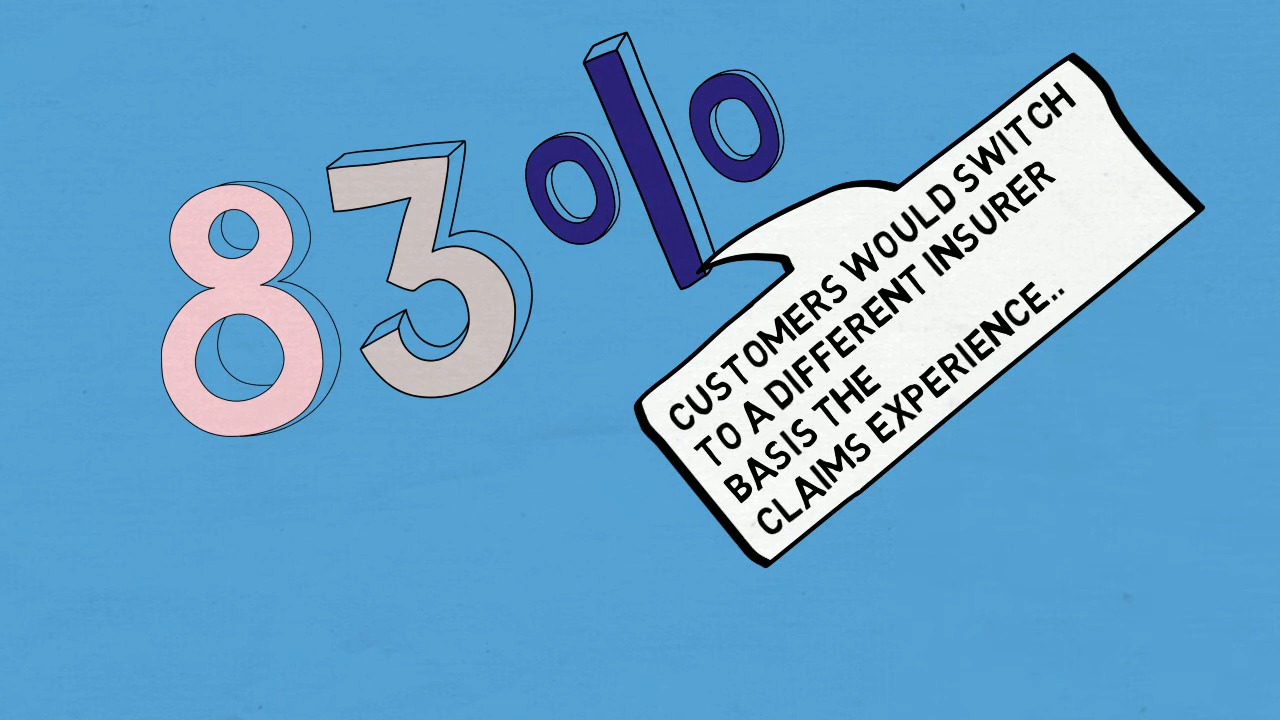 83%
CUSTOMERS WOULD SWITCH
TO A DIFFERENT INSURER
BASIS THE
CLAIMS EXPERIENCE..